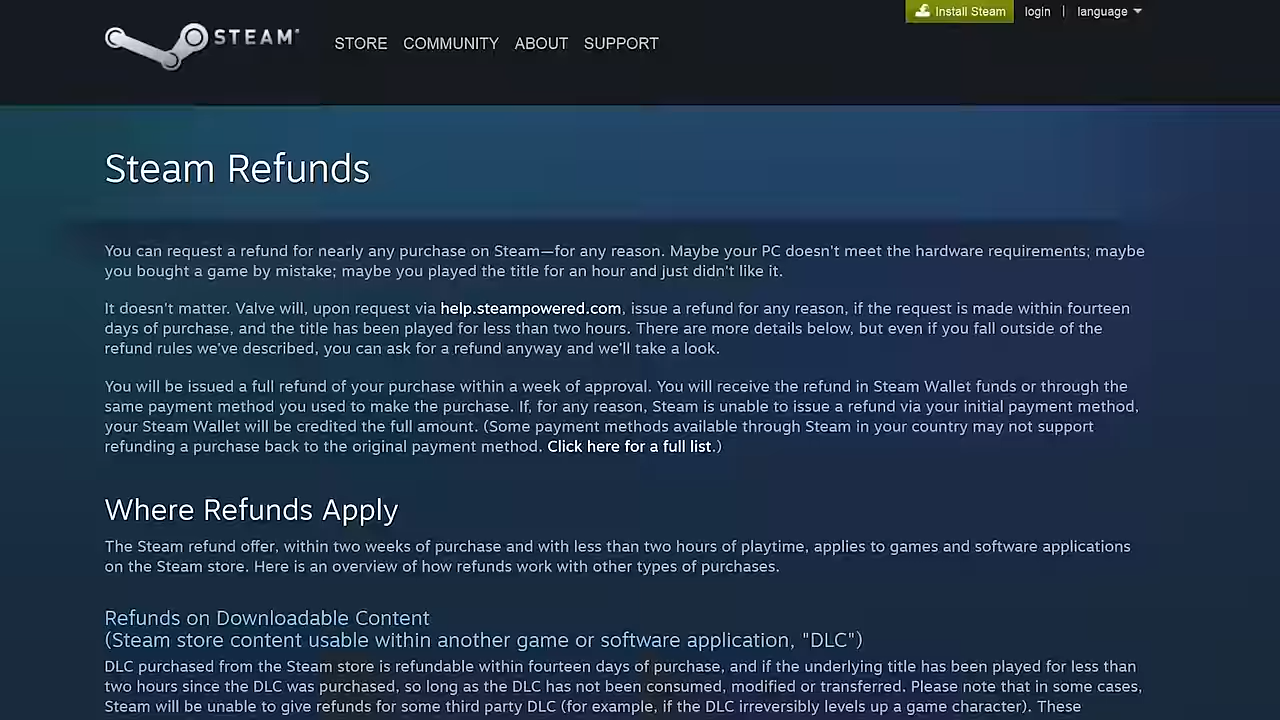 Install Steam login | language
STEAM®
STORE COMMUNITY ABOUT SUPPORT
Steam Refunds
You can request a refund for nearly any purchase on Steam—for any reason. Maybe your PC doesn't meet the hardware requirements; maybe
you bought a game by mistake; maybe you played the title for an hour and just didn't like it.
It doesn't matter. Valve will, upon request via help.steampowered.com, issue a refund for any reason, if the request is made within fourteen
days of purchase, and the title has been played for less than two hours. There are more details below, but even if you fall outside of the
refund rules we've described, you can ask for a refund anyway and we'll take a look.
You will be issued a full refund of your purchase within a week of approval. You will receive the refund in Steam Wallet funds or through the
same payment method you used to make the purchase. If, for any reason, Steam is unable to issue a refund via your initial payment method,
your Steam Wallet will be credited the full amount. (Some payment methods available through Steam in your country may not support
refunding a purchase back to the original payment method. Click here for a full list.)
Where Refunds Apply
The Steam refund offer, within two weeks of purchase and with less than two hours of playtime, applies to games and software applications
on the Steam store. Here is an overview of how refunds work with other types of purchases.
Refunds on Downloadable Content
(Steam store content usable within another game or software application, "DLC")
DLC purchased from the Steam store is refundable within fourteen days of purchase, and if the underlying title has been played for less than
two hours since the DLC was purchased, so long as the DLC has not been consumed, modified or transferred. Please note that in some cases,
Steam will be unable to give refunds for some third party DLC (for example, if the DLC irreversibly levels up a game character). These